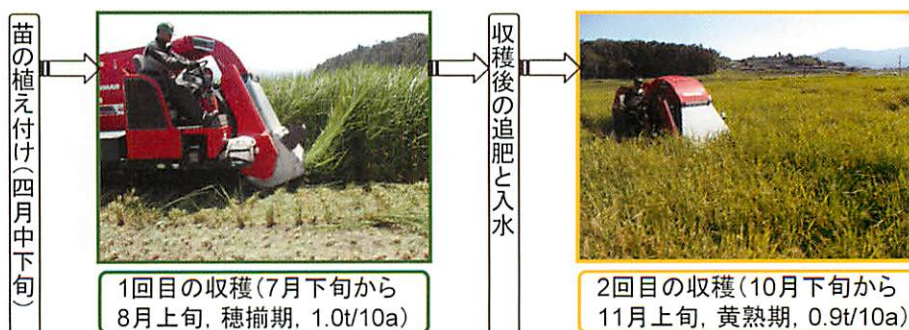 苗の植え付け(四月中下旬)
1回目の収穫(7月下旬から
8月上旬, 穂揃期, 1.0t/10a)
収穫後の追肥と入水
2回目の収穫(10月下旬から
11月上旬, 黄熟期, 0.9t/10a)